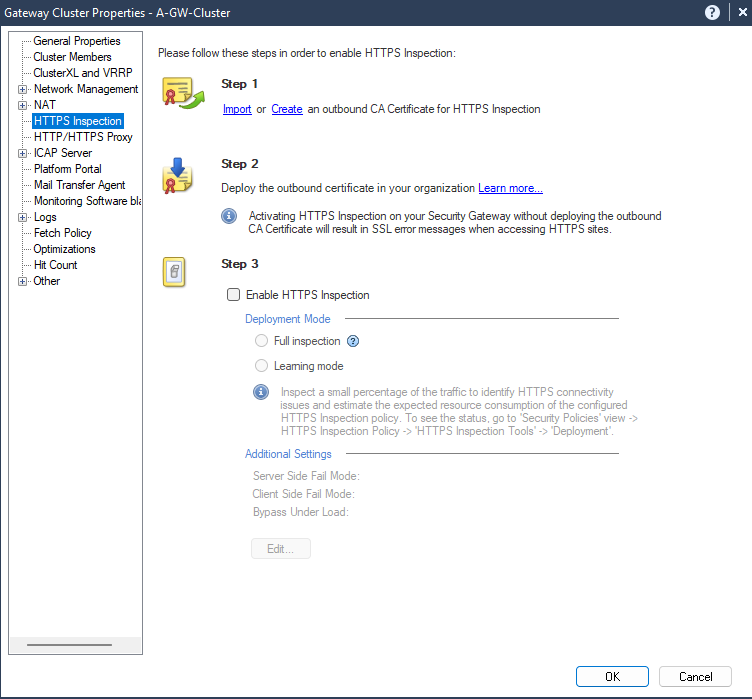 Gateway Cluster Properties - A-GW-Cluster
General Properties
Cluster Members
ClusterXL and VRRP
Network Management
NAT
HTTPS Inspection
HTTP/HTTPS Proxy
ICAP Server
Platform Portal
Mail Transfer Agent
Monitoring Software bla
Logs
Fetch Policy
Optimizations
Hit Count
Other
Please follow these steps in order to enable HTTPS Inspection:
Step 1
Import or Create an outbound CA Certificate for HTTPS Inspection
Step 2
Deploy the outbound certificate in your organization Learn more...
Activating HTTPS Inspection on your Security Gateway without deploying the outbound
CA Certificate will result in SSL error messages when accessing HTTPS sites.
Step 3
Enable HTTPS Inspection
Deployment Mode
Full inspection ?
Learning mode
Inspect a small percentage of the traffic to identify HTTPS connectivity
issues and estimate the expected resource consumption of the configured
HTTPS Inspection policy. To see the status, go to 'Security Policies' view ->
HTTPS Inspection Policy -> 'HTTPS Inspection Tools' -> 'Deployment'.
Additional Settings
Server Side Fail Mode:
Client Side Fail Mode:
Bypass Under Load:
Edit...
OK Cancel